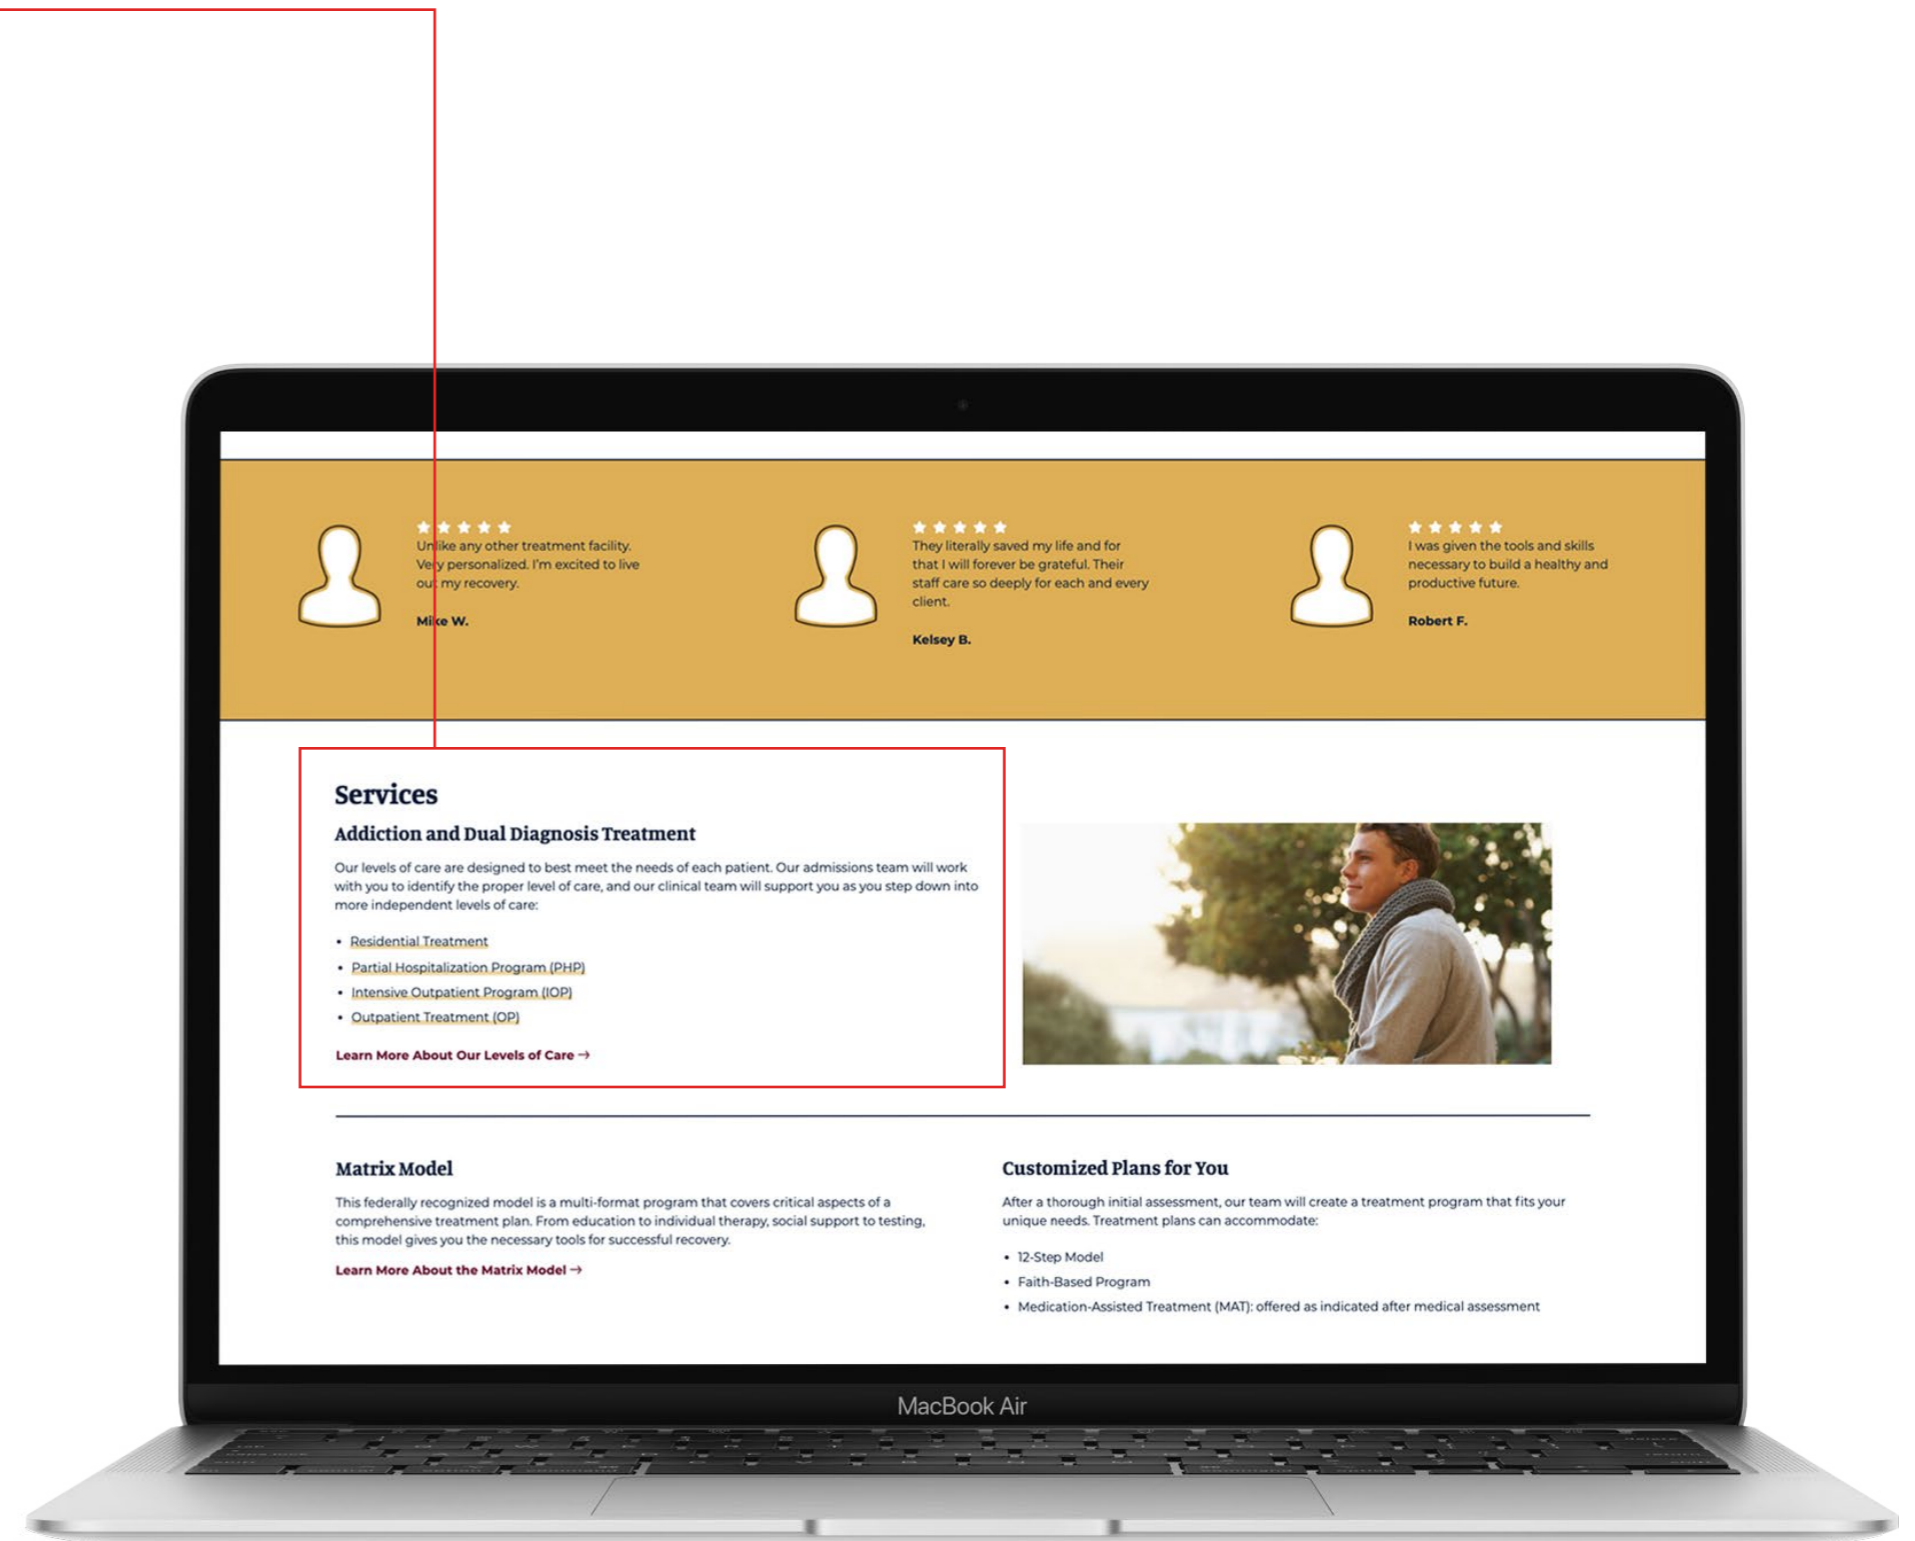 Unlike any other treatment facility.
Very personalized. I'm excited to live
out my recovery.
Mike W.
They literally saved my life and for
that I will forever be grateful. Their
staff care so deeply for each and every
client.
Kelsey B.
I was given the tools and skills
necessary to build a healthy and
productive future.
Robert F.
Services
Addiction and Dual Diagnosis Treatment
Our levels of care are designed to best meet the needs of each patient. Our admissions team will work
with you to identify the proper level of care, and our clinical team will support you as you step down into
more independent levels of care:
• Residential Treatment
• Partial Hospitalization Program (PHP)
• Intensive Outpatient Program (IOP)
• Outpatient Treatment (OP)
Learn More About Our Levels of Care →
Matrix Model
This federally recognized model is a multi-format program that covers critical aspects of a
comprehensive treatment plan. From education to individual therapy, social support to testing,
this model gives you the necessary tools for successful recovery.
Learn More About the Matrix Model →
Customized Plans for You
After a thorough initial assessment, our team will create a treatment program that fits your
unique needs. Treatment plans can accommodate:
• 12-Step Model
• Faith-Based Program
• Medication-Assisted Treatment (MAT): offered as indicated after medical assessment
MacBook Air